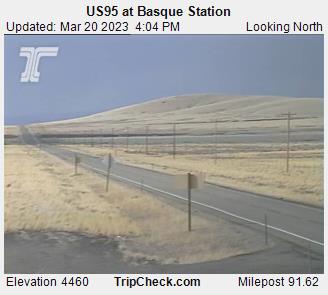 US95 at Basque Station
Updated: Mar 20 2023 4:04 PM Looking North
Elevation 4460 TripCheck.com Milepost 91.62